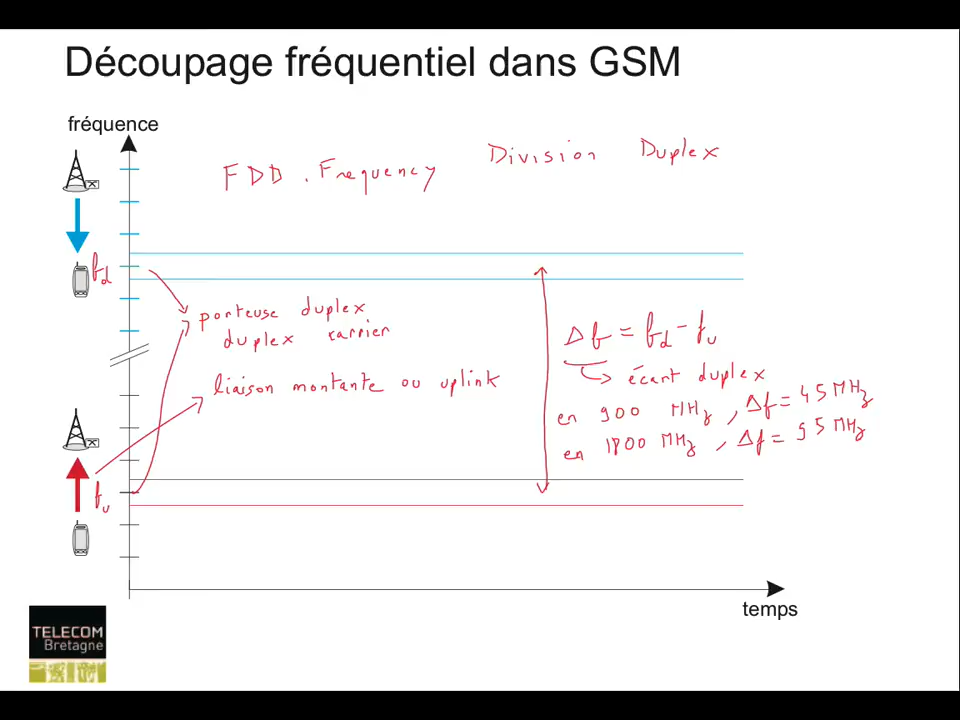 Découpage fréquentiel dans GSM
fréquence
FDD . Frequency Division Duplex
fd
porteuse duplex
duplex carrier
Δf = fd - fu
écart duplex
liaison montante ou uplink
en 900 MHz, Δf = 45 MHz
en 1800 MHz, Δf = 95 MHz
fu
temps
TELECOM
Bretagne